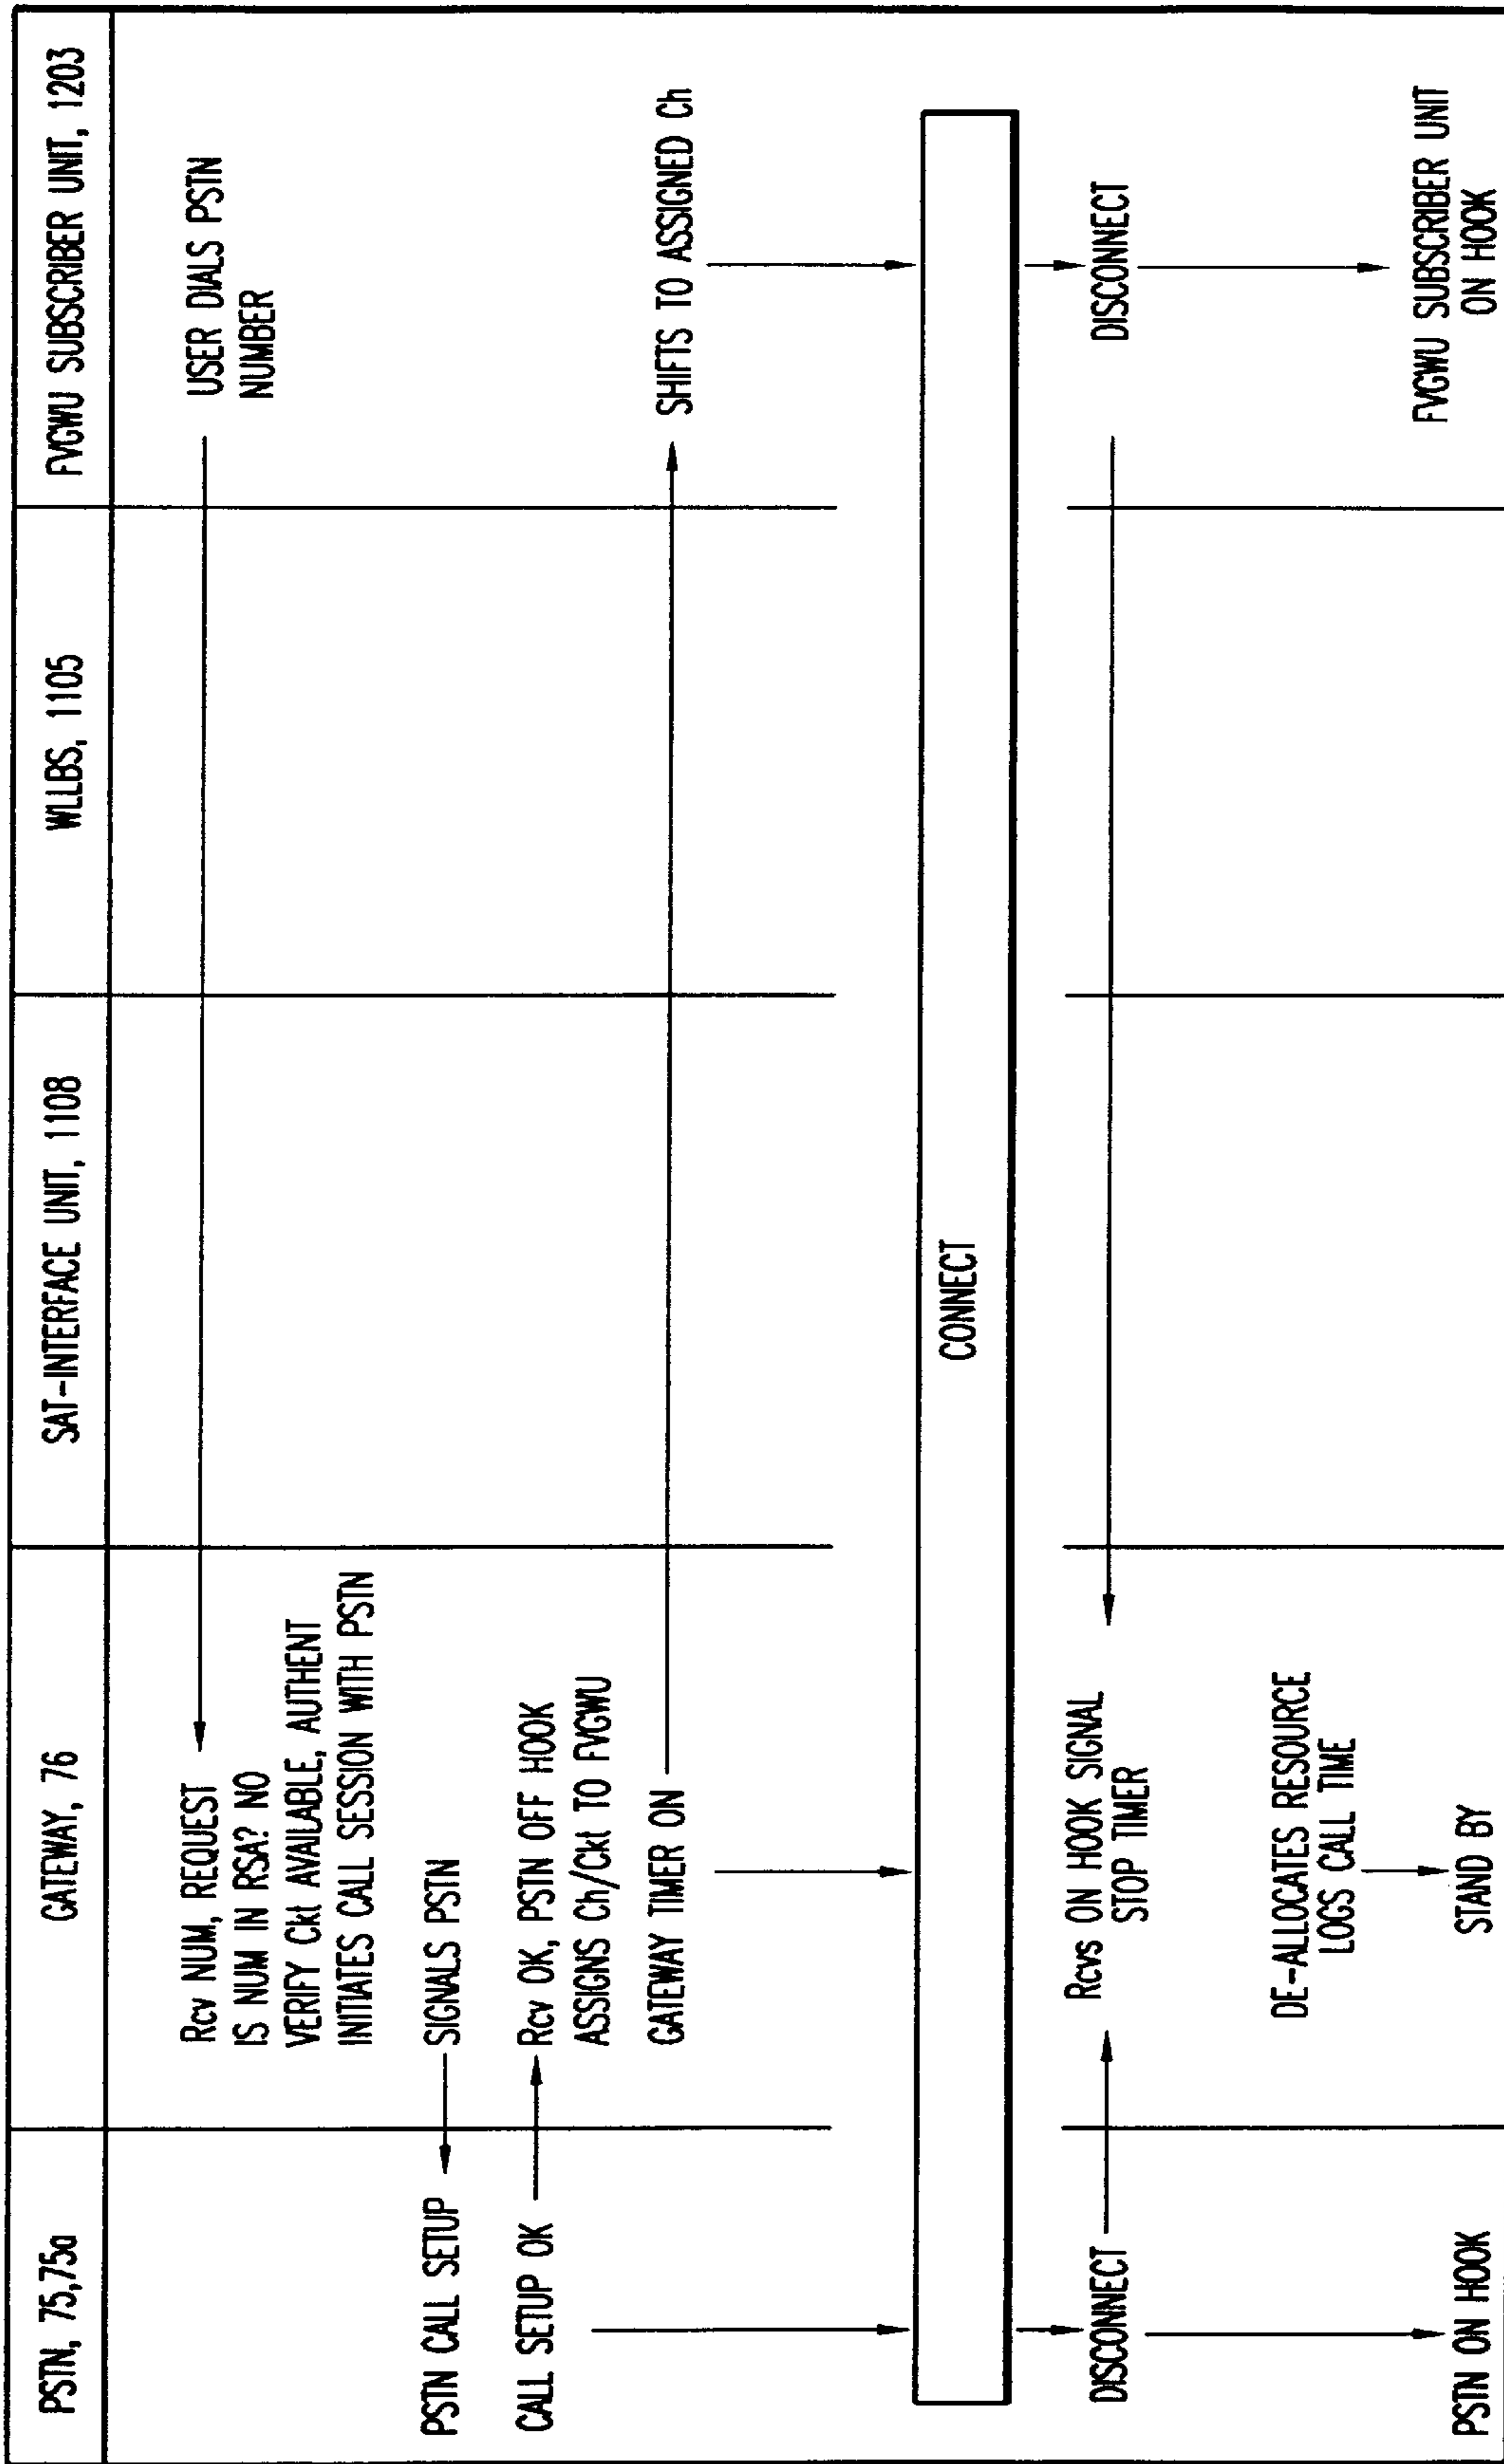 PSTN, 75,75a
GATEWAY, 76
SAT-INTERFACE UNIT, 1108
WLLBS, 1105
FVGWU SUBSCRIBER UNIT, 1203
USER DIALS PSTN
NUMBER
Rcv NUM, REQUEST
IS NUM IN RSA? NO
VERIFY Ckt AVAILABLE, AUTHENT
INITIATES CALL SESSION WITH PSTN
PSTN CALL SETUP
SIGNALS PSTN
CALL SETUP OK
Rcv OK, PSTN OFF HOOK
ASSIGNS Ch/Ckt TO FVGWU
GATEWAY TIMER ON
SHIFTS TO ASSIGNED Ch
CONNECT
DISCONNECT
Rcvs ON HOOK SIGNAL
STOP TIMER
DISCONNECT
DE-ALLOCATES RESOURCE
LOGS CALL TIME
PSTN ON HOOK
STAND BY
FVGWU SUBSCRIBER UNIT
ON HOOK